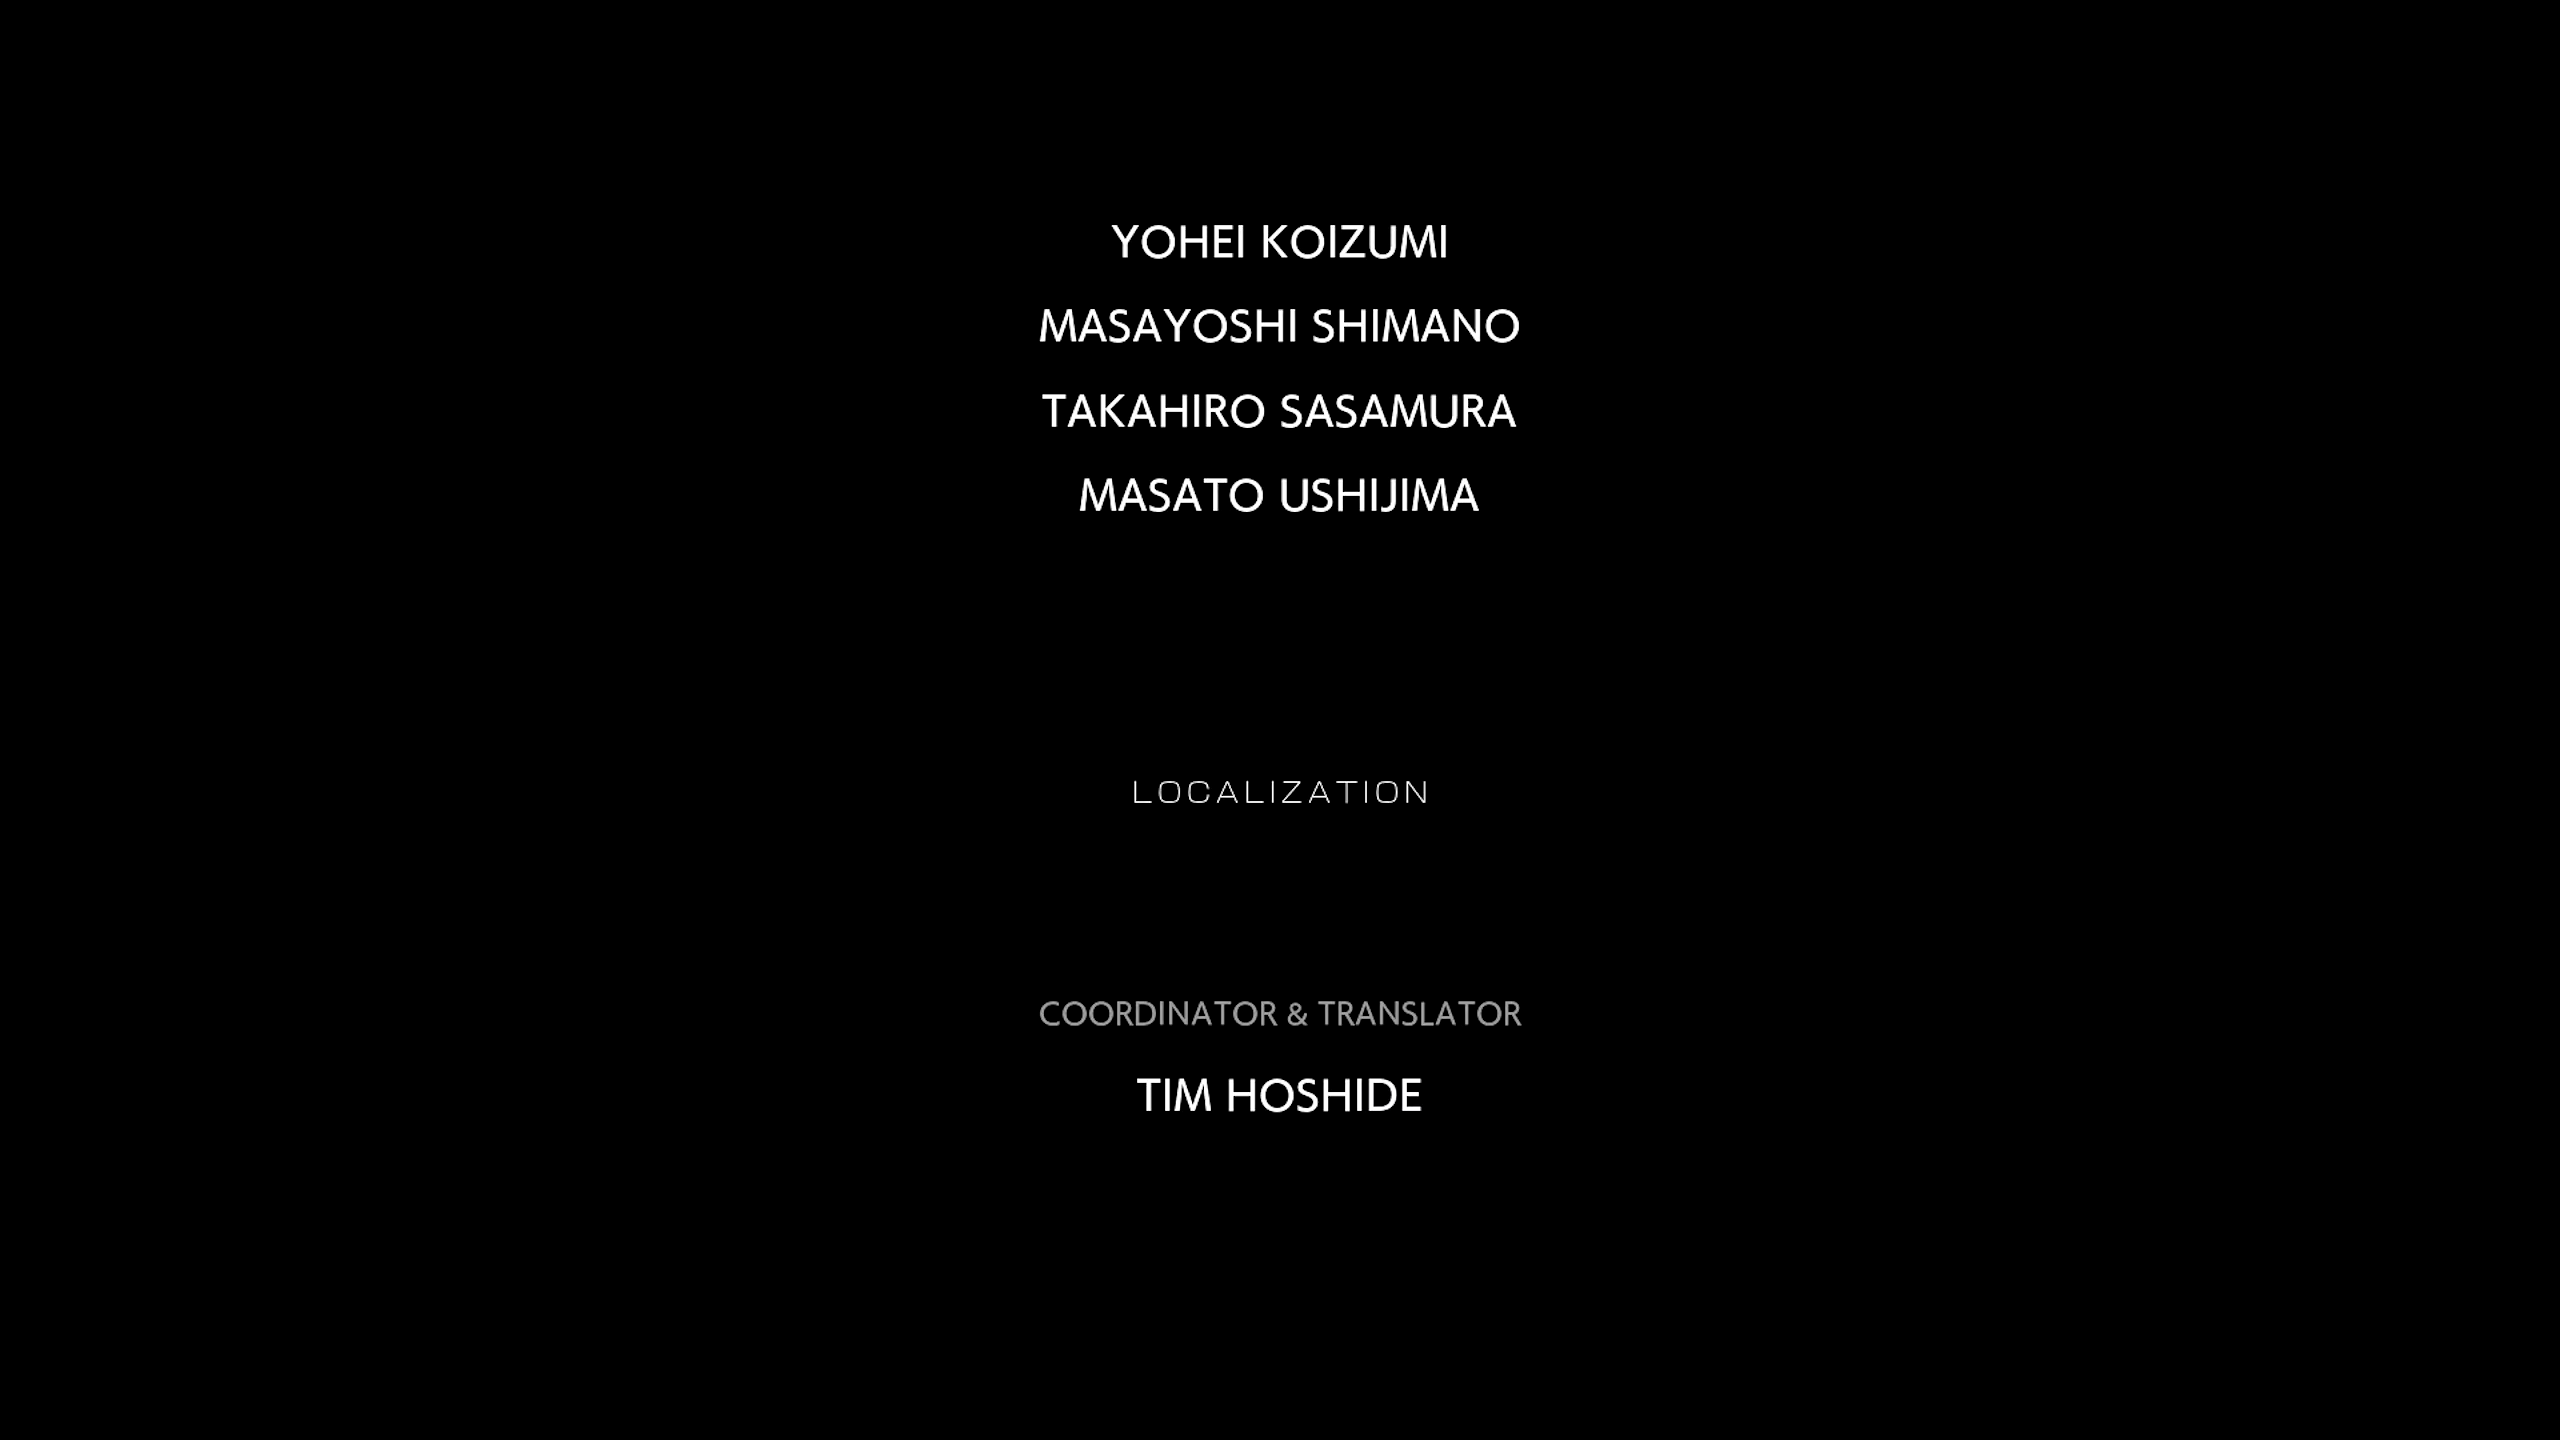 YOHEI KOIZUMI
MASAYOSHI SHIMANO
TAKAHIRO SASAMURA
MASATO USHIJIMA
LOCALIZATION
COORDINATOR & TRANSLATOR
TIM HOSHIDE